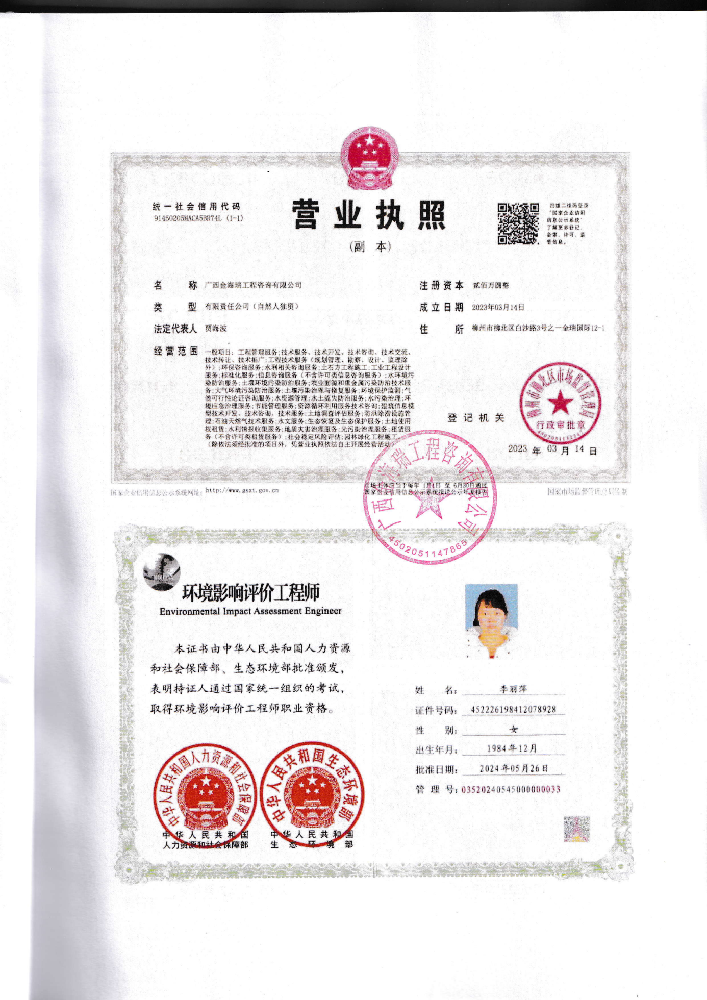 统一社会信用代码
91450205MACA5BR74L (1-1)
营业执照
(副 本)
扫描二维码登录
"国家企业信用
信息公示系统"
了解更多登记、
备案、许可、监
管信息。
名 称 广西金海瑞工程咨询有限公司
类 型 有限责任公司（自然人独资）
法定代表人 贾海波
经营范围 一般项目：工程管理服务;技术服务、技术开发、技术咨询、技术交流、
技术转让、技术推广;工程技术服务（规划管理、勘察、设计、监理除
外）;环保咨询服务;水利相关咨询服务;土石方工程施工;工业工程设计
服务;标准化服务;信息咨询服务（不含许可类信息咨询服务）;水环境污
染防治服务;土壤环境污染防治服务;农业面源和重金属污染防治技术服
务;大气环境污染防治服务;土壤污染治理与修复服务;环境保护监测;气
候可行性论证咨询服务;水资源管理;水土流失防治服务;水污染治理;环
境应急治理服务;节能管理服务;资源循环利用服务技术咨询;建筑信息模
型技术开发、技术咨询、技术服务;土地调查评估服务;防洪除涝设施管
理;石油天然气技术服务;水文服务;生态恢复及生态保护服务;土地使用
权租赁;水利情报收集服务;地质灾害治理服务;光污染治理服务;租赁服
务（不含许可类租赁服务）;社会稳定风险评估;园林绿化工程施工。
（除依法须经批准的项目外，凭营业执照依法自主开展经营活动）
注册资本 贰佰万圆整
成立日期 2023年03月14日
住 所 柳州市柳北区白沙路3号之一金瑞国际12-1
登记机关
柳州市柳北区市场监督管理局
行政审批章
2023 年 03 月 14 日
国家企业信用信息公示系统网址: http://www.gsxt.gov.cn
市场主体应当于每年 1月1日 至 6月30日通过
国家企业信用信息公示系统报送公示年度报告
国家市场监督管理总局监制
广西金海瑞工程咨询有限公司
4502051147865
环境影响评价工程师
Environmental Impact Assessment Engineer
本证书由中华人民共和国人力资源
和社会保障部、生态环境部批准颁发，
表明持证人通过国家统一组织的考试，
取得环境影响评价工程师职业资格。
中华人民共和国人力资源和社会保障部
中华人民共和国生态环境部
中华人民共和国
人力资源和社会保障部
中华人民共和国
生态环境部
姓 名: 李丽萍
证件号码: 452226198412078928
性 别: 女
出生年月: 1984年12月
批准日期: 2024年05月26日
管 理 号: 03520240545000000033